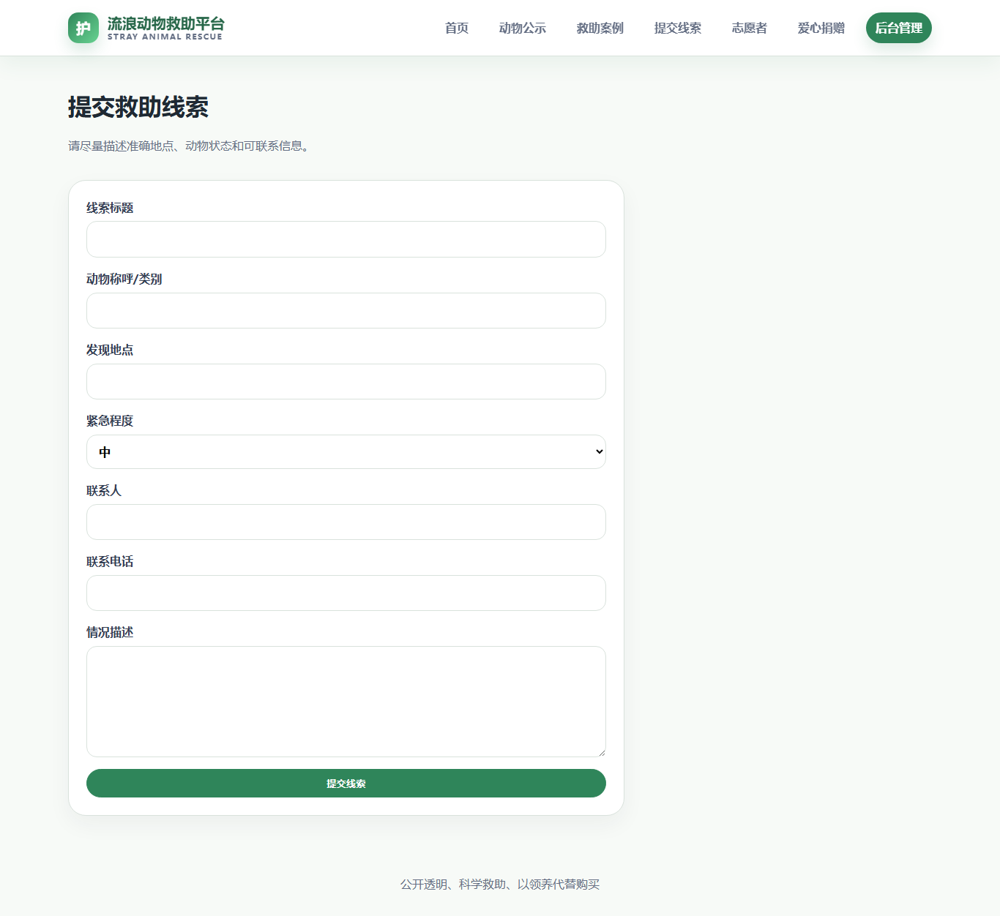 护
流浪动物救助平台
STRAY ANIMAL RESCUE
首页 动物公示 救助案例 提交线索 志愿者 爱心捐赠 后台管理
提交救助线索
请尽量描述准确地点、动物状态和可联系信息。
线索标题
动物称呼/类别
发现地点
紧急程度
中
联系人
联系电话
情况描述
提交线索
公开透明、科学救助、以领养代替购买